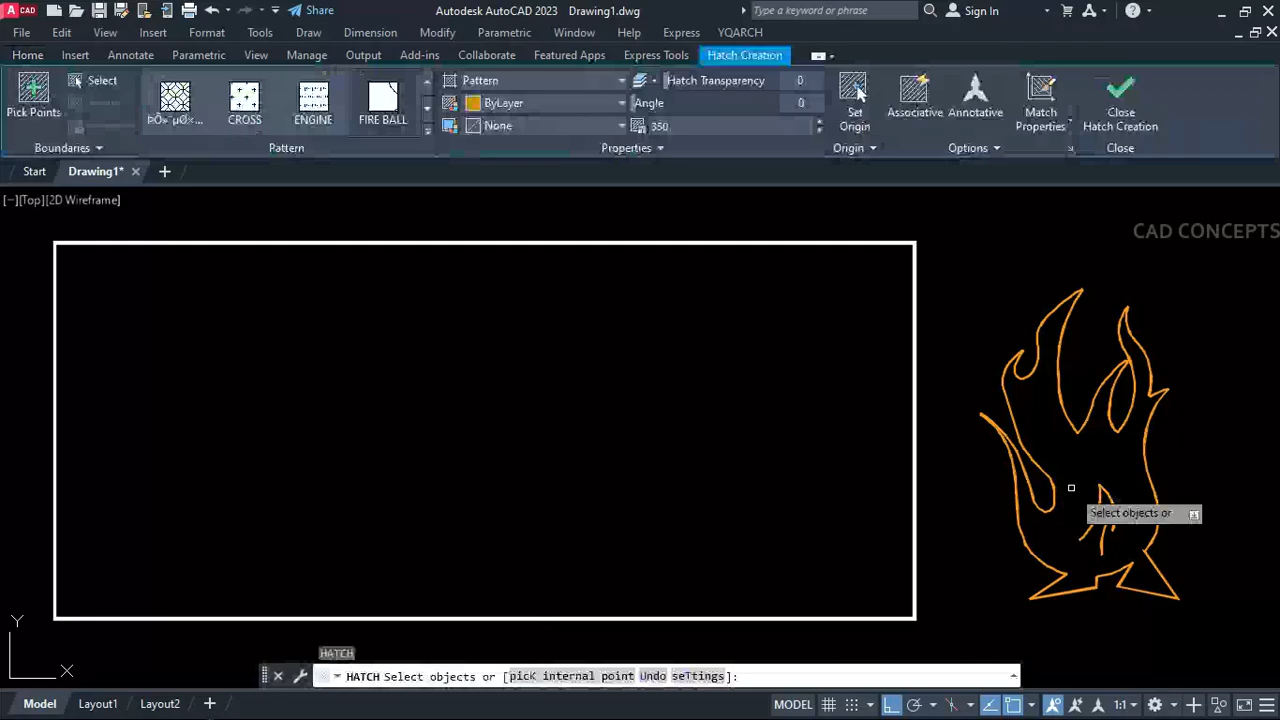 CAD Share Autodesk AutoCAD 2023 Drawing1.dwg Type a keyword or phrase Sign In
File Edit View Insert Format Tools Draw Dimension Modify Parametric Window Help Express YQARCH
Home Insert Annotate Parametric View Manage Output Add-ins Collaborate Featured Apps Express Tools Hatch Creation
Pick Points
Select
CROSS
ENGINE
FIRE BALL
Pattern
ByLayer
None
Hatch Transparency 0
Angle 0
350
Set
Origin
Associative
Annotative
Match
Properties
Close
Hatch Creation
Boundaries Pattern Properties Origin Options Close
Start Drawing1*
[−][Top][2D Wireframe]
CAD CONCEPTS
Select objects or
Y
X
HATCH
HATCH Select objects or [pick internal point Undo seTtings]:
Model Layout1 Layout2 MODEL 1:1